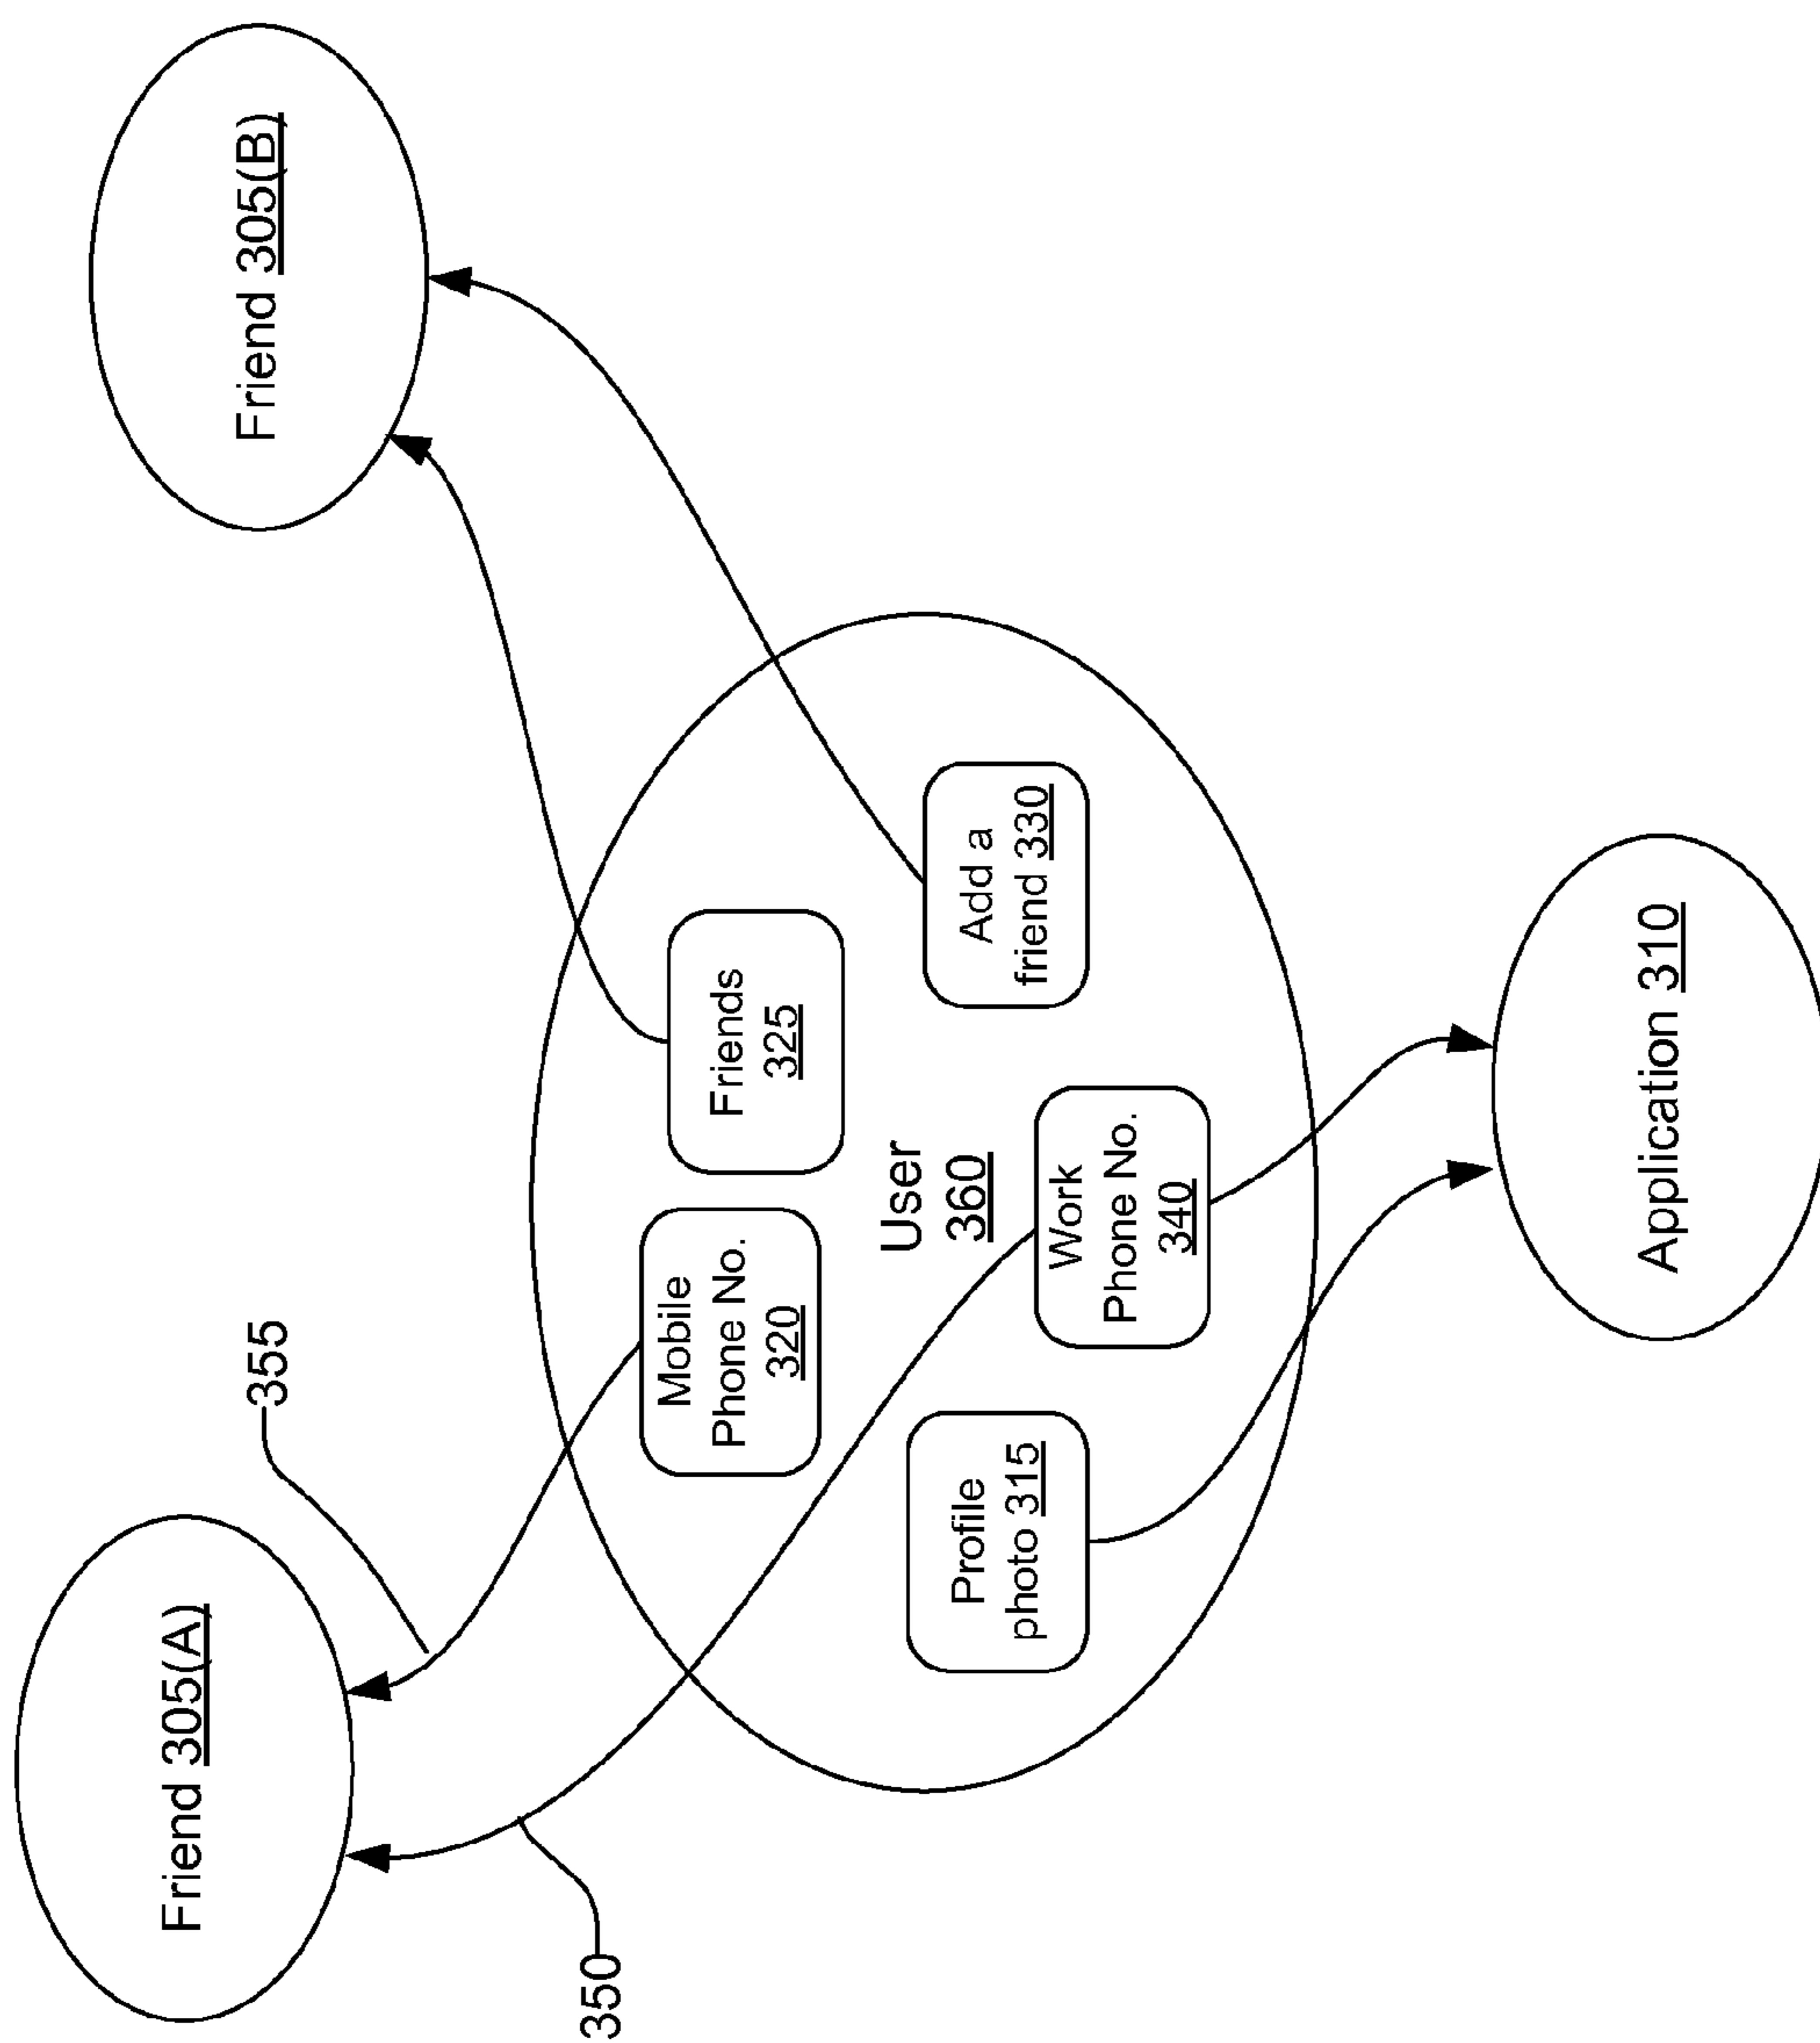 Friend 305(A)
355
Friend 305(B)
350
Mobile
Phone No.
320
Friends
325
User
360
Profile
photo 315
Work
Phone No.
340
Add a
friend 330
Application 310